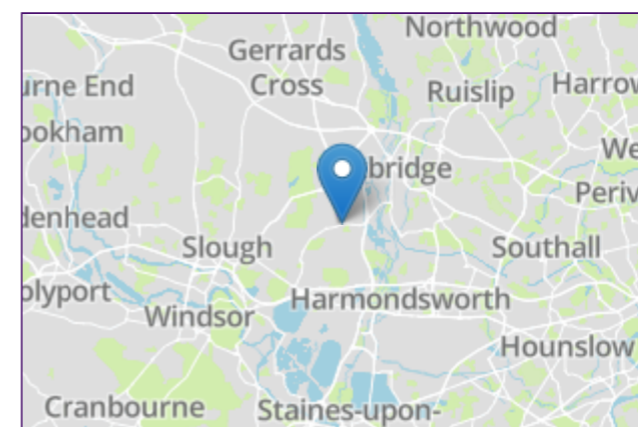 Northwood
Gerrards
Cross
urne End
Ruislip
Harrow
ookham
bridge
We
Periv
denhead
Slough
Southall
olyport
Harmondsworth
Windsor
Hounslow
Cranbourne
Staines-upon-